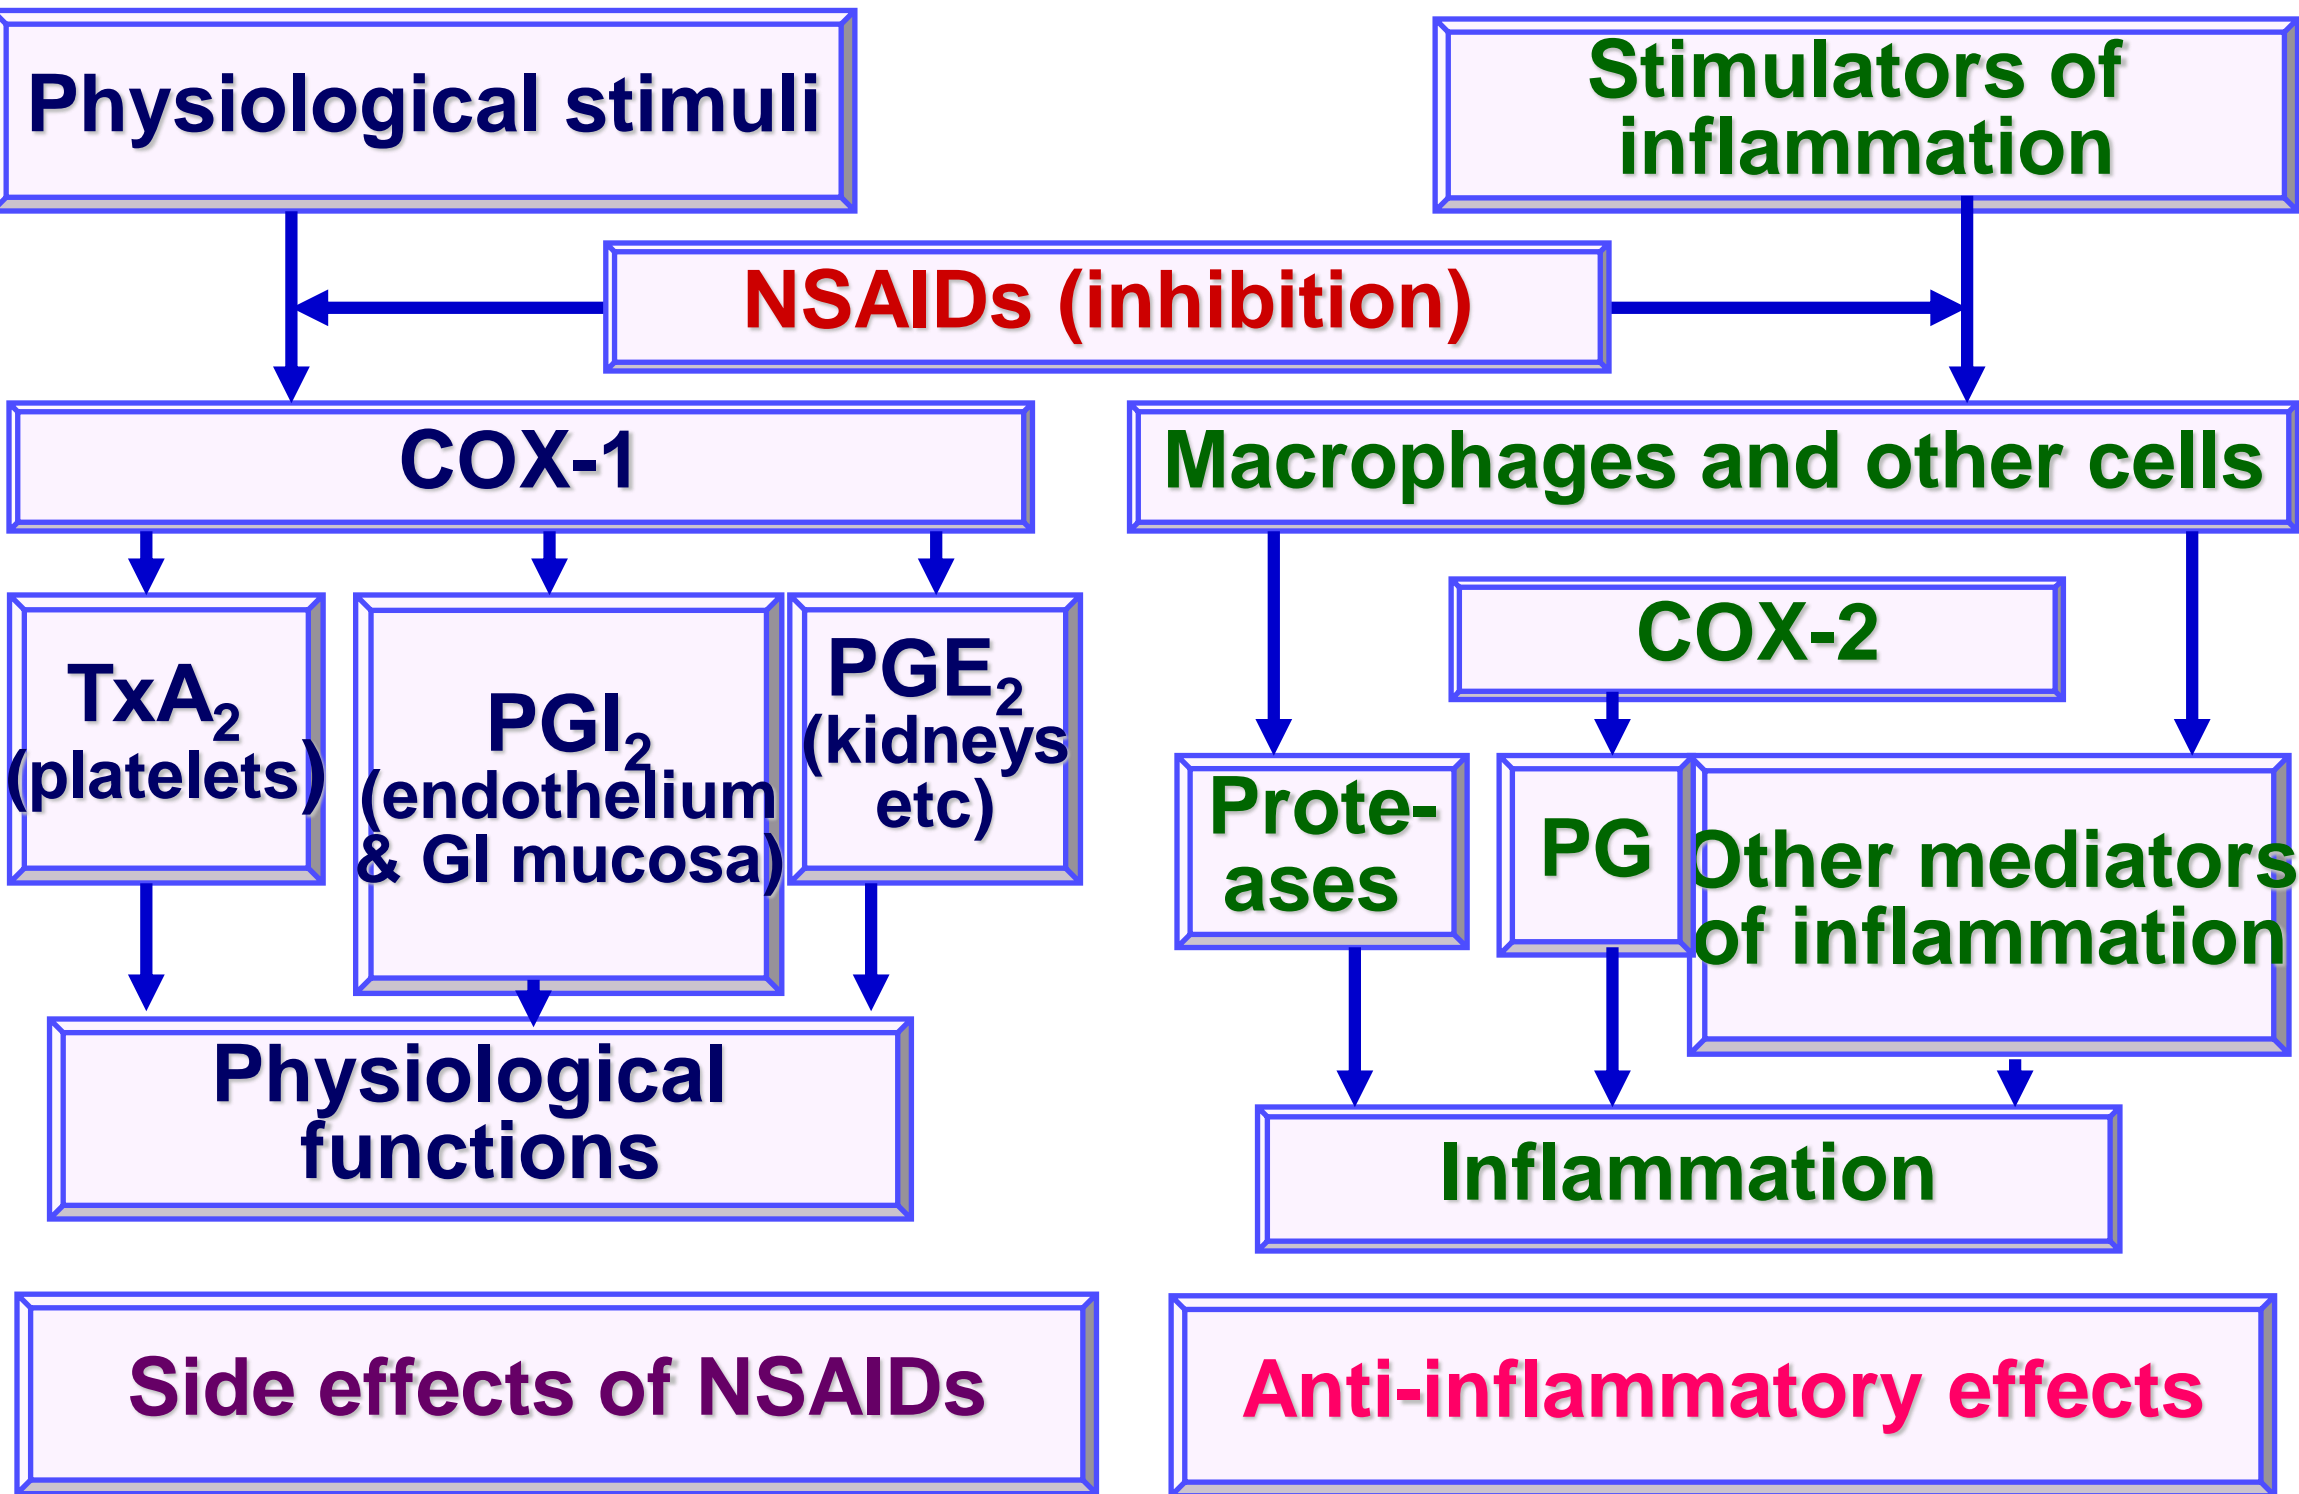 Physiological stimuli
Stimulators of
inflammation
NSAIDs (inhibition)
COX-1
Macrophages and other cells
COX-2
TxA₂
(platelets)
PGI₂
(endothelium
& GI mucosa)
PGE₂
(kidneys
etc)
Prote-
ases
PG
Other mediators
of inflammation
Physiological
functions
Inflammation
Side effects of NSAIDs
Anti-inflammatory effects